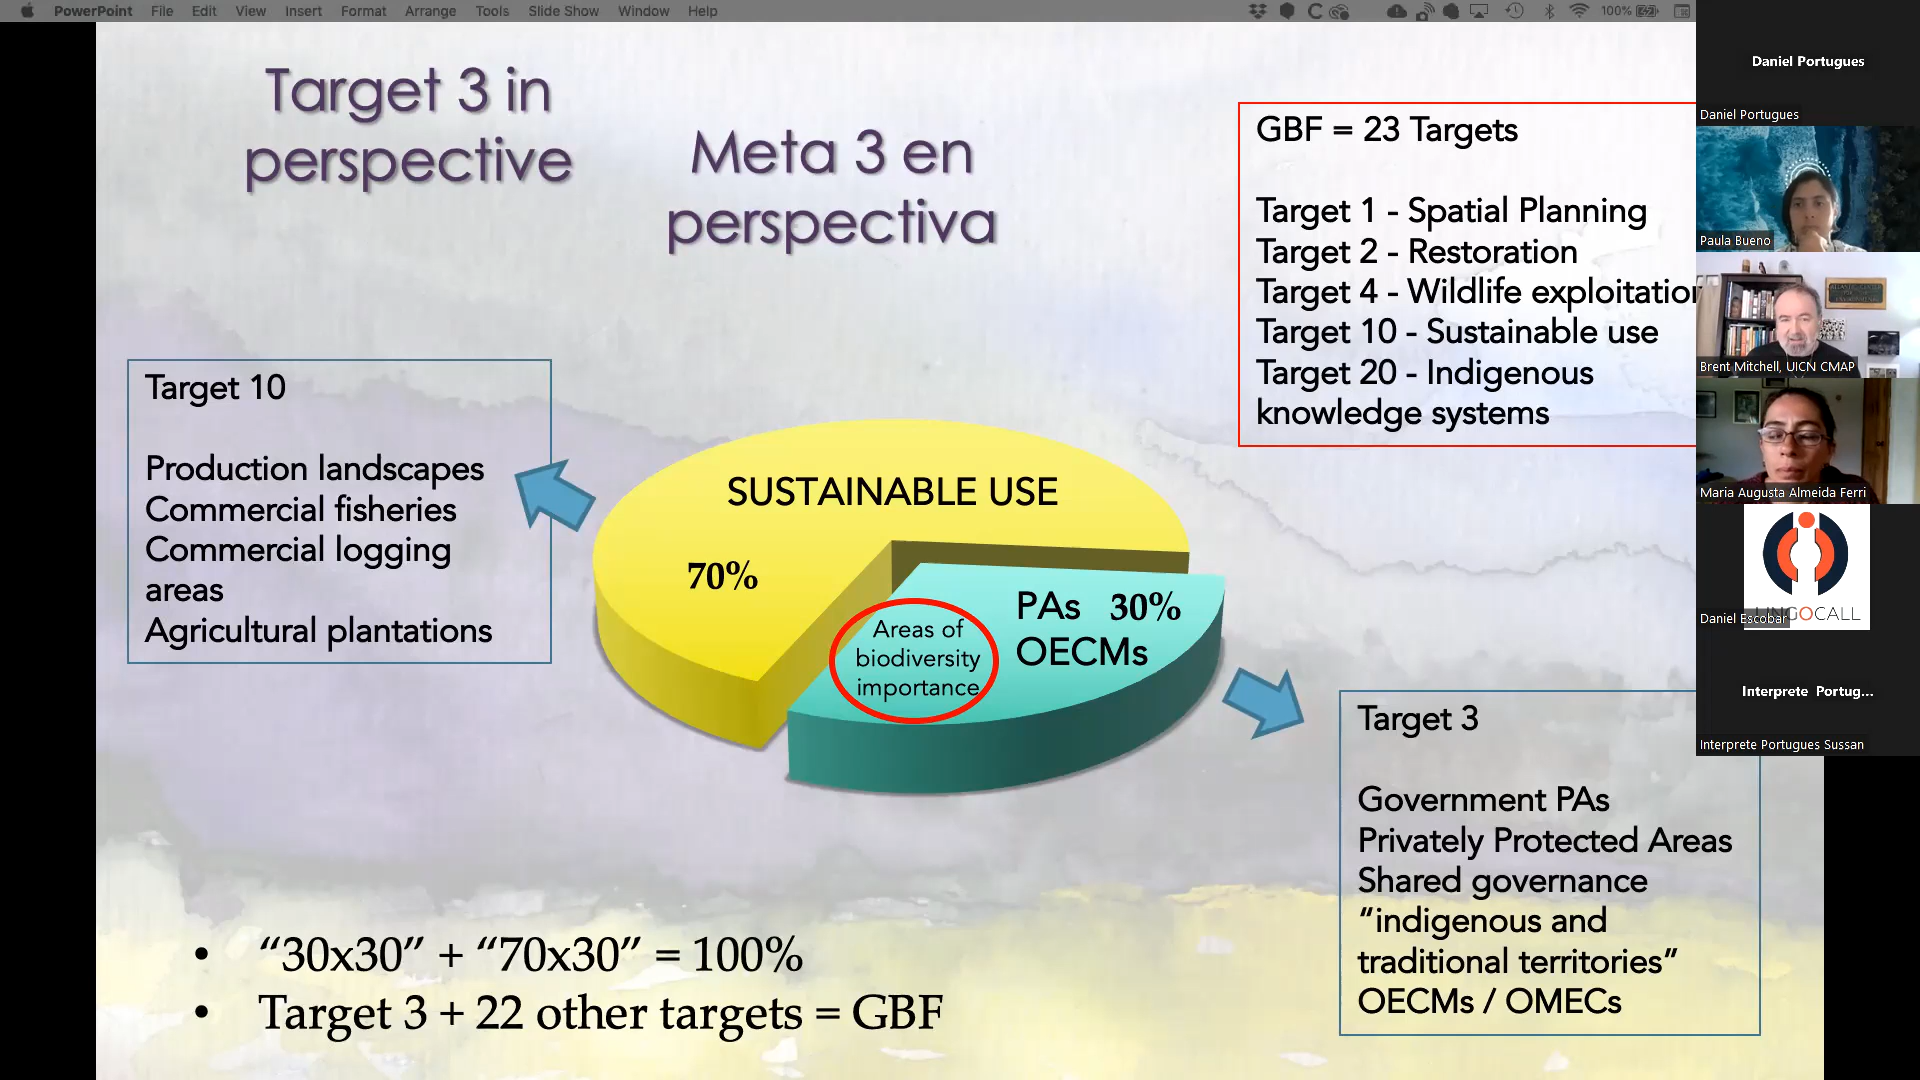 PowerPoint File Edit View Insert Format Arrange Tools Slide Show Window Help
100%
Target 3 in
perspective
Meta 3 en
perspectiva
GBF = 23 Targets
Target 1 - Spatial Planning
Target 2 - Restoration
Target 4 - Wildlife exploitation
Target 10 - Sustainable use
Target 20 - Indigenous
knowledge systems
Target 10
Production landscapes
Commercial fisheries
Commercial logging
areas
Agricultural plantations
SUSTAINABLE USE
70%
PAs 30%
OECMs
Areas of
biodiversity
importance
Target 3
Government PAs
Privately Protected Areas
Shared governance
“indigenous and
traditional territories”
OECMs / OMECs
• “30x30” + “70x30” = 100%
• Target 3 + 22 other targets = GBF
Daniel Portugues
Daniel Portugues
Paula Bueno
Brent Mitchell, UICN CMAP
Maria Augusta Almeida Ferri
Daniel Escobar
GOCALL
Interprete Portug...
Interprete Portugues Sussan